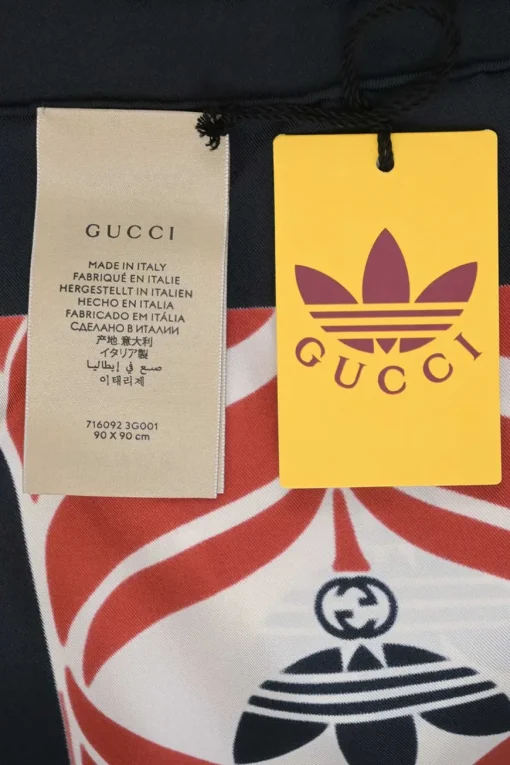 GUCCI
MADE IN ITALY
FABRIQUÉ EN ITALIE
HERGESTELLT IN ITALIEN
HECHO EN ITALIA
FABRICADO EM ITÁLIA
СДЕЛАНО В ИТАЛИИ
产地 意大利
イタリア製
صنع في إيطاليا
이태리제
716092 3G001
90 X 90 cm
GUCCI